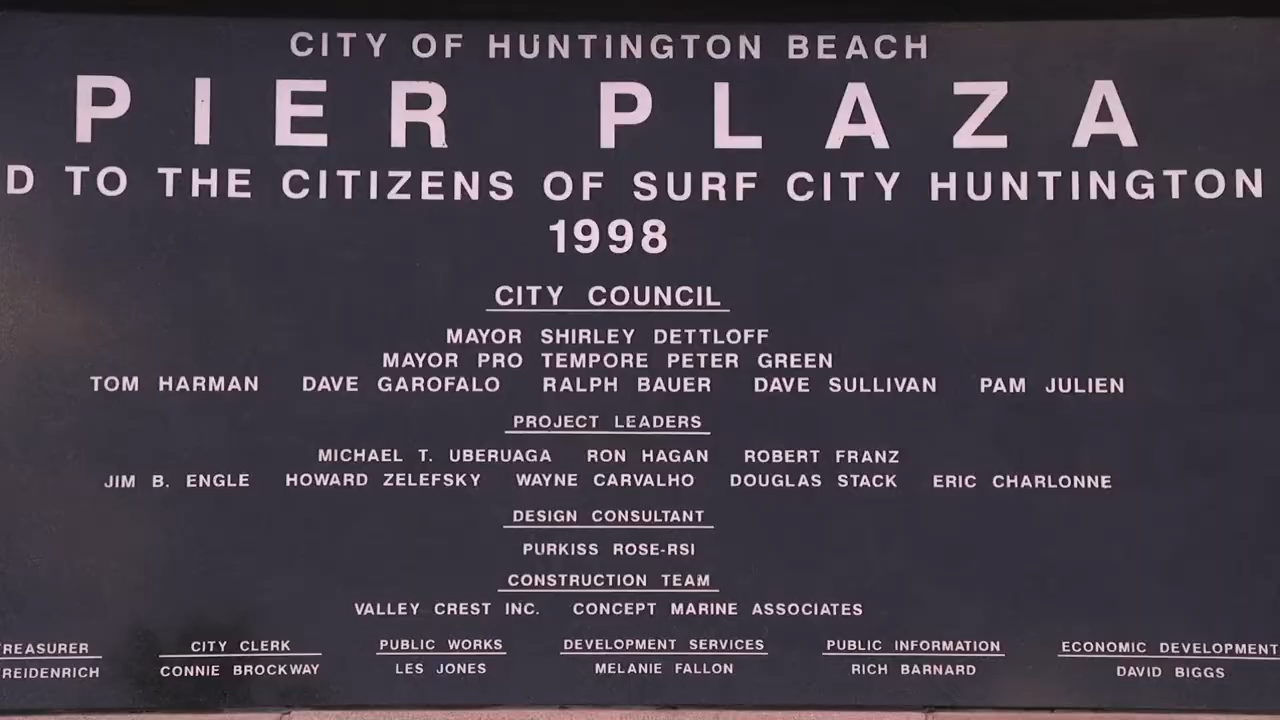 CITY OF HUNTINGTON BEACH
PIER PLAZA
D TO THE CITIZENS OF SURF CITY HUNTINGTON
1998
CITY COUNCIL
MAYOR SHIRLEY DETTLOFF
MAYOR PRO TEMPORE PETER GREEN
TOM HARMAN DAVE GAROFALO RALPH BAUER DAVE SULLIVAN PAM JULIEN
PROJECT LEADERS
MICHAEL T. UBERUAGA RON HAGAN ROBERT FRANZ
JIM B. ENGLE HOWARD ZELEFSKY WAYNE CARVALHO DOUGLAS STACK ERIC CHARLONNE
DESIGN CONSULTANT
PURKISS ROSE-RSI
CONSTRUCTION TEAM
VALLEY CREST INC. CONCEPT MARINE ASSOCIATES
REASURER CITY CLERK PUBLIC WORKS DEVELOPMENT SERVICES PUBLIC INFORMATION ECONOMIC DEVELOPMENT
REIDENRICH CONNIE BROCKWAY LES JONES MELANIE FALLON RICH BARNARD DAVID BIGGS